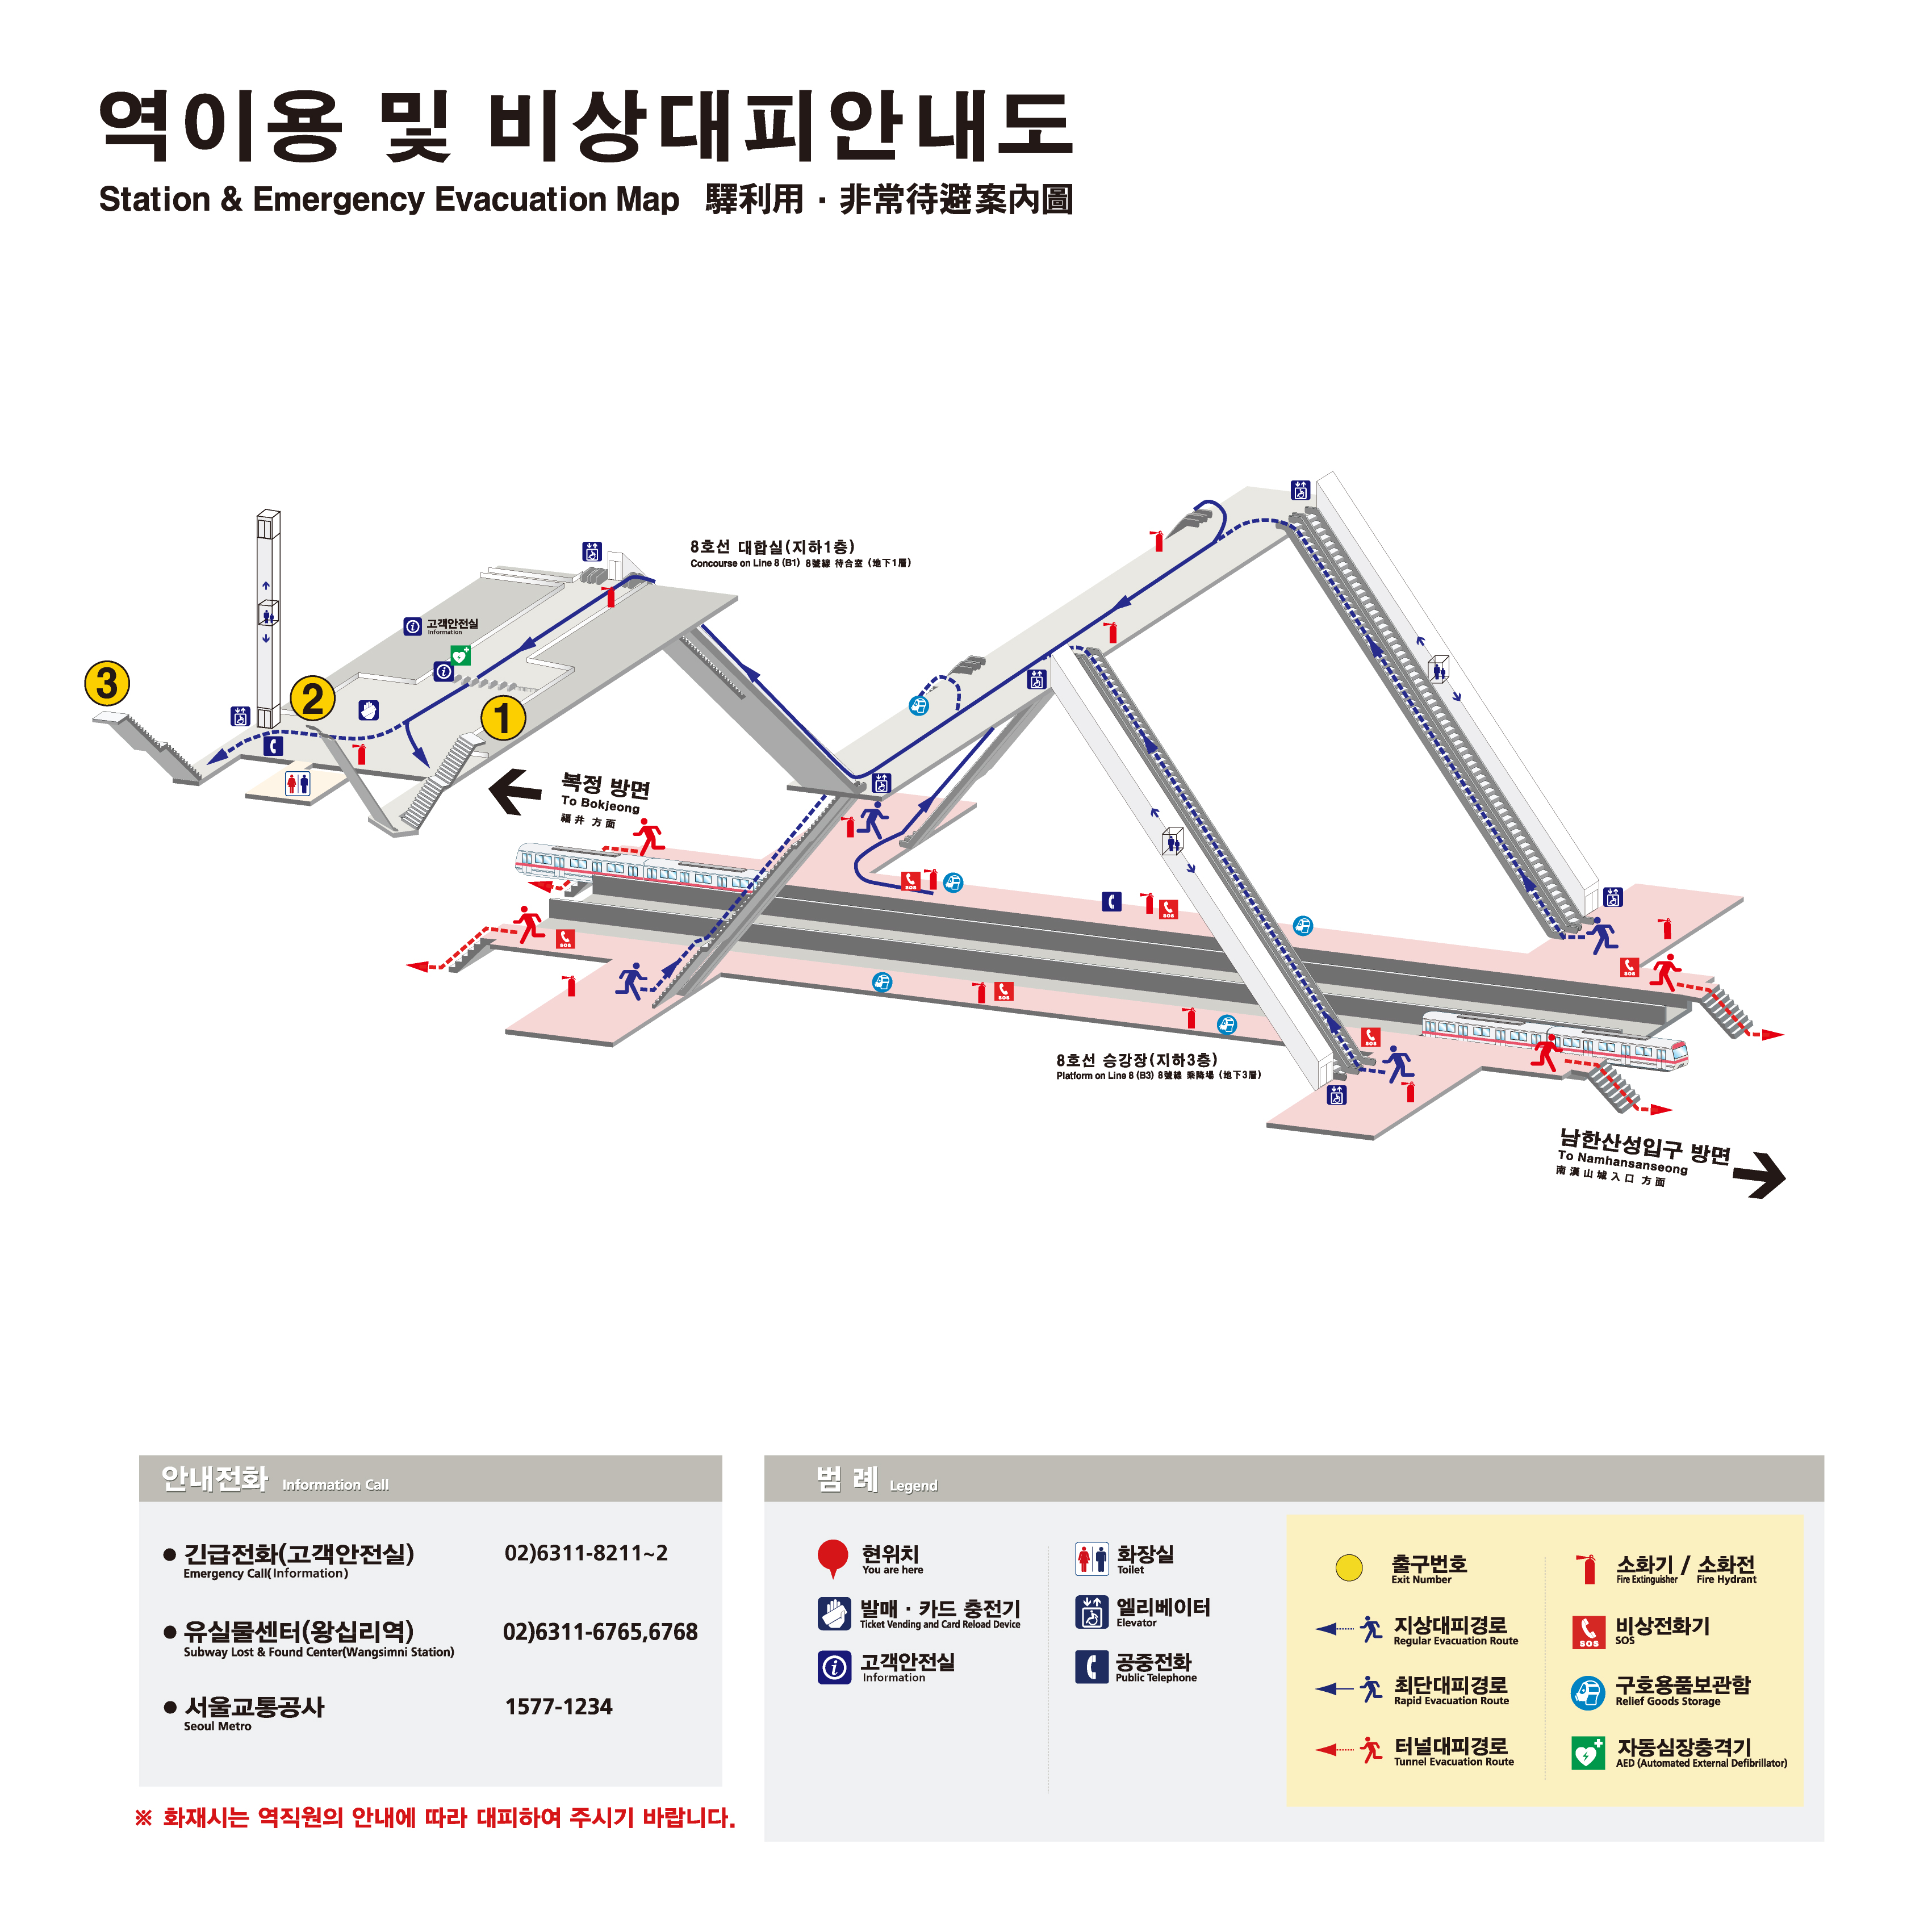 역이용 및 비상대피안내도
Station & Emergency Evacuation Map 驛利用 · 非常待避案內圖
8호선 대합실(지하1층)
Concourse on Line 8 (B1) 8號線 待合室 (地下1層)
고객안전실
Information
3
2
1
복정 방면
To Bokjeong
福井 方面
SOS
SOS
SOS
SOS
SOS
SOS
8호선 승강장(지하3층)
Platform on Line 8 (B3) 8號線 乘降場 (地下3層)
남한산성입구 방면
To Namhansanseong
南漢山城入口 方面
안내전화 Information Call
긴급전화(고객안전실) 02)6311-8211~2
Emergency Call(Information)
유실물센터(왕십리역) 02)6311-6765,6768
Subway Lost & Found Center(Wangsimni Station)
서울교통공사 1577-1234
Seoul Metro
※ 화재시는 역직원의 안내에 따라 대피하여 주시기 바랍니다.
범 례 Legend
현위치
You are here
발매 · 카드 충전기
Ticket Vending and Card Reload Device
고객안전실
Information
화장실
Toilet
엘리베이터
Elevator
공중전화
Public Telephone
출구번호
Exit Number
지상대피경로
Regular Evacuation Route
최단대피경로
Rapid Evacuation Route
터널대피경로
Tunnel Evacuation Route
소화기 / 소화전
Fire Extinguisher Fire Hydrant
SOS
비상전화기
SOS
구호용품보관함
Relief Goods Storage
자동심장충격기
AED (Automated External Defibrillator)